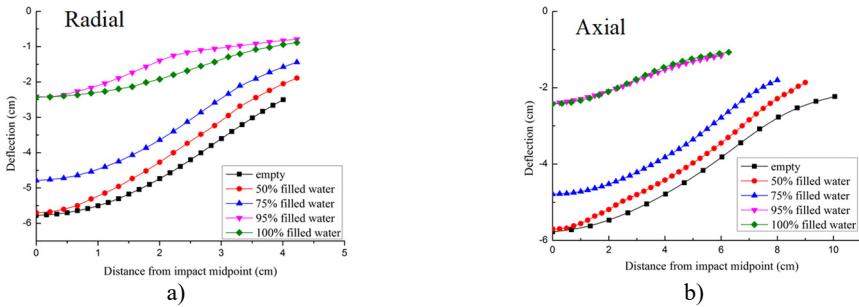 Radial
0
-1
-2
-3
-4
-5
-6
Deflection (cm)
empty
50% filled water
75% filled water
95% filled water
100% filled water
0 1 2 3 4 5
Distance from impact midpoint (cm)
a)
Axial
0
-2
-4
-6
Deflection (cm)
empty
50% filled water
75% filled water
95% filled water
100% filled water
0 2 4 6 8 10
Distance from impact midpoint (cm)
b)